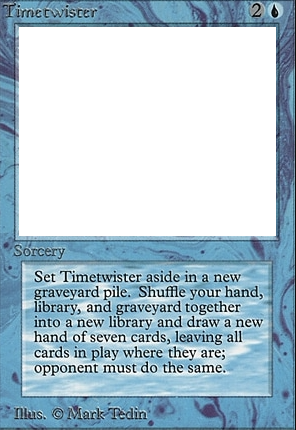 Timetwister 2
Sorcery
Set Timetwister aside in a new
graveyard pile. Shuffle your hand,
library, and graveyard together
into a new library and draw a new
hand of seven cards, leaving all
cards in play where they are;
opponent must do the same.
Illus. © Mark Tedin